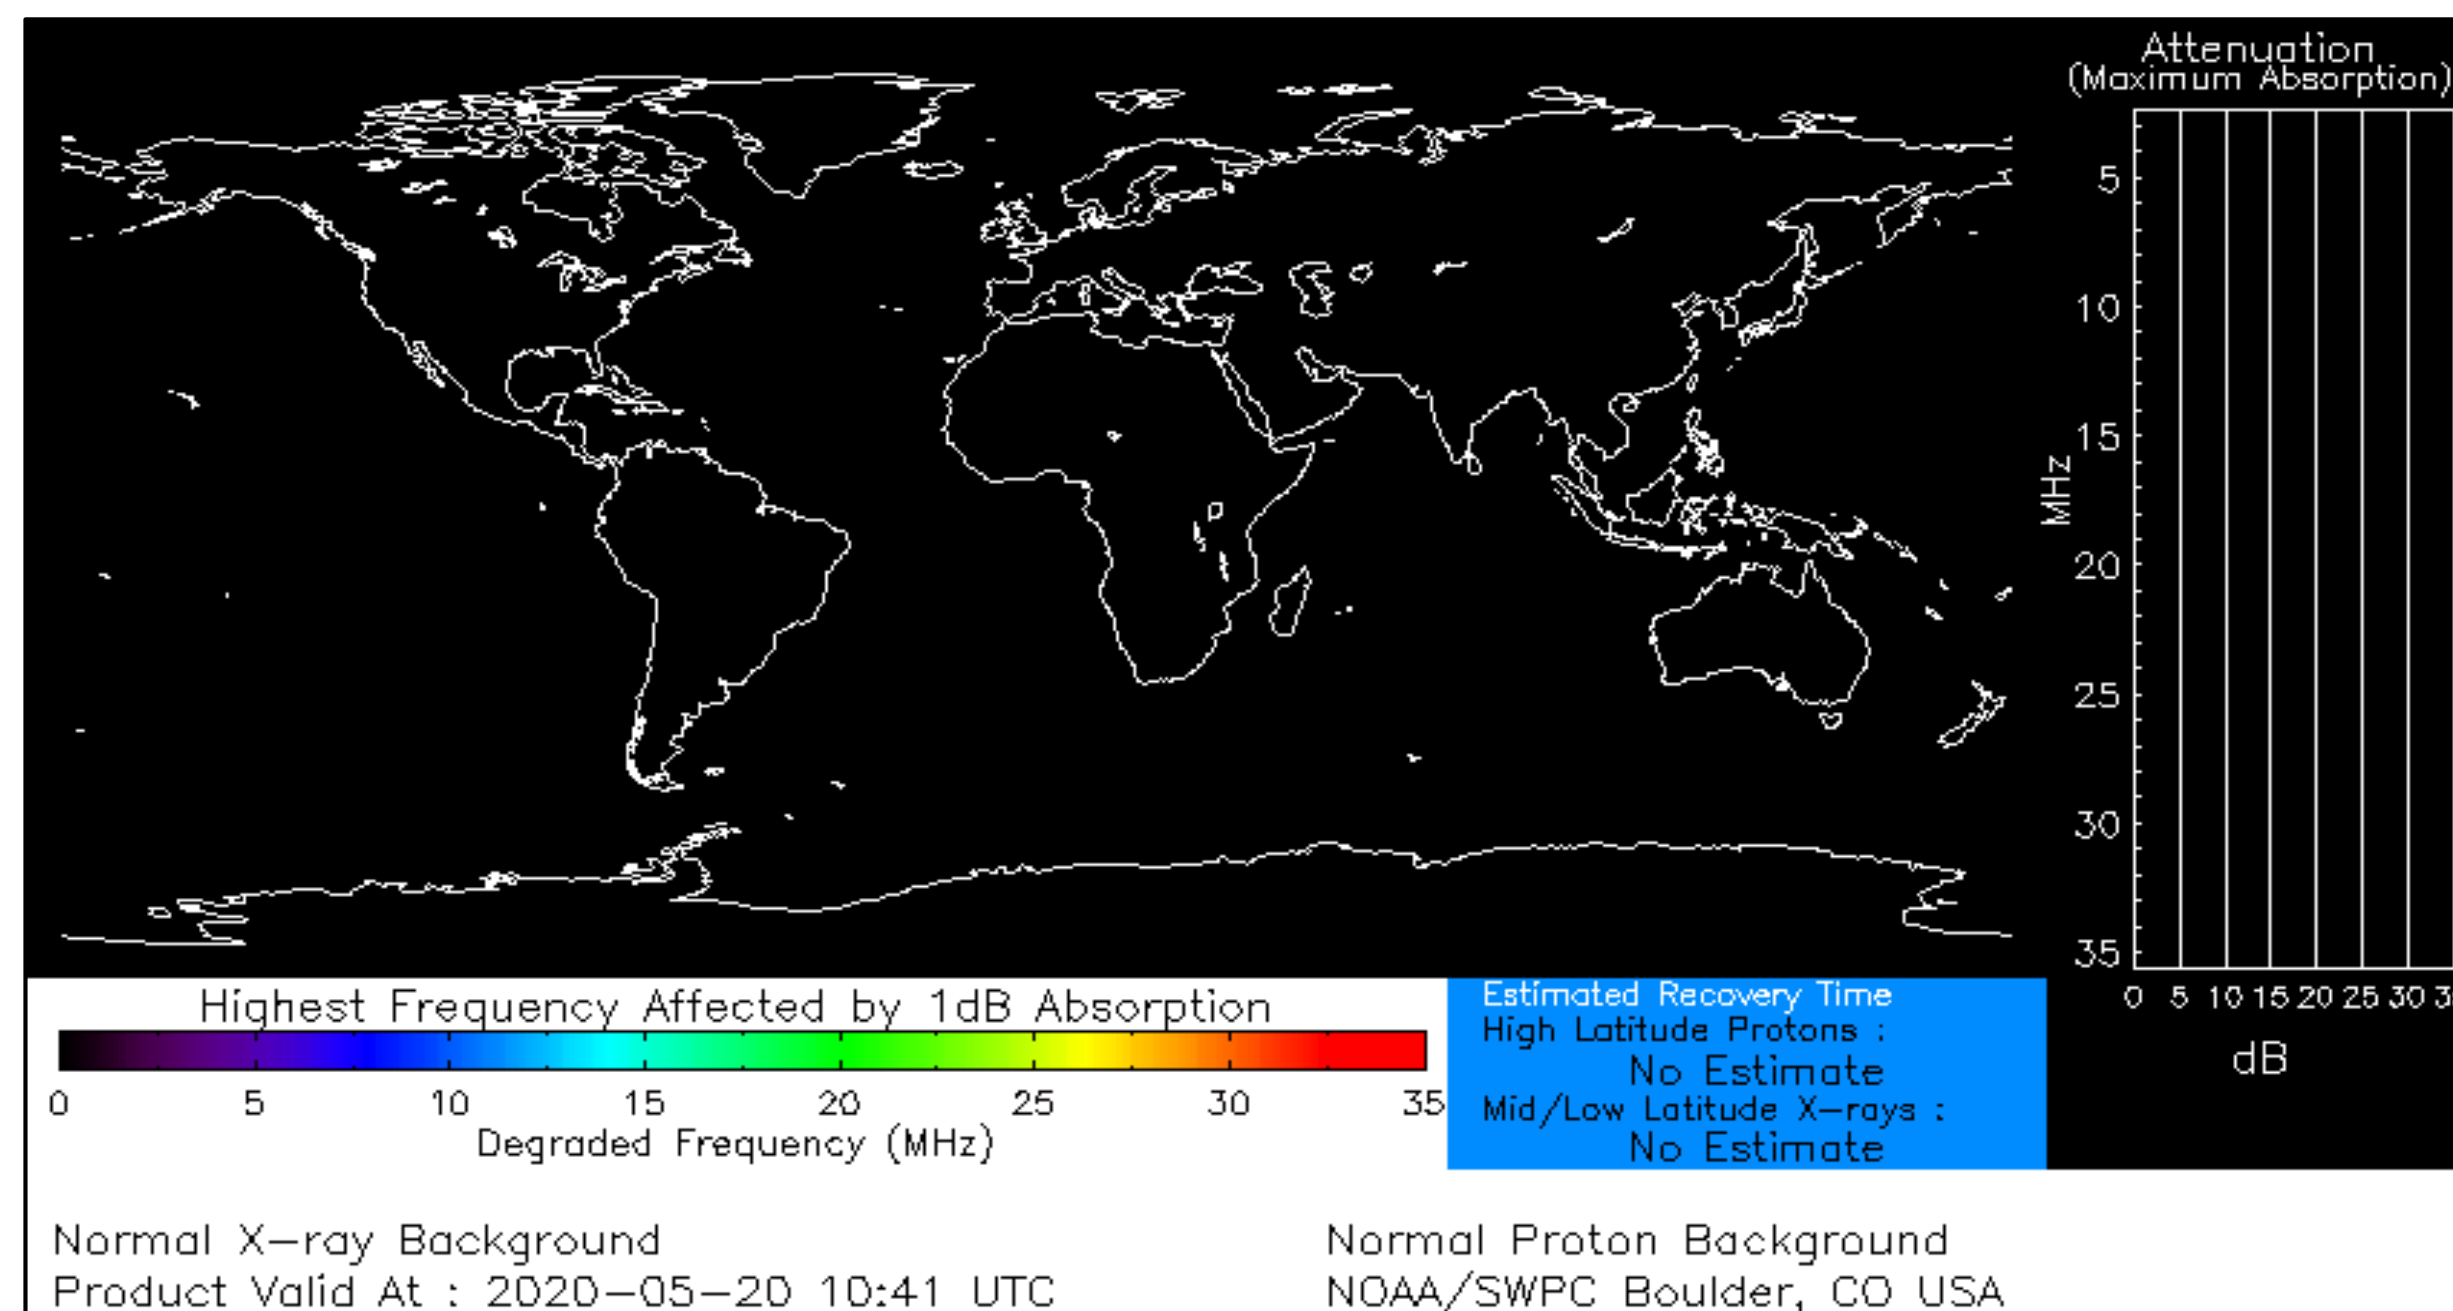 Attenuation
(Maximum Absorption)
5
10
15
20
25
30
35
MHz
0 5 10 15 20 25 30
dB
Highest Frequency Affected by 1dB Absorption
0 5 10 15 20 25 30 35
Degraded Frequency (MHz)
Estimated Recovery Time
High Latitude Protons :
No Estimate
Mid/Low Latitude X-rays :
No Estimate
Normal X-ray Background
Normal Proton Background
Product Valid At : 2020-05-20 10:41 UTC
NOAA/SWPC Boulder, CO USA